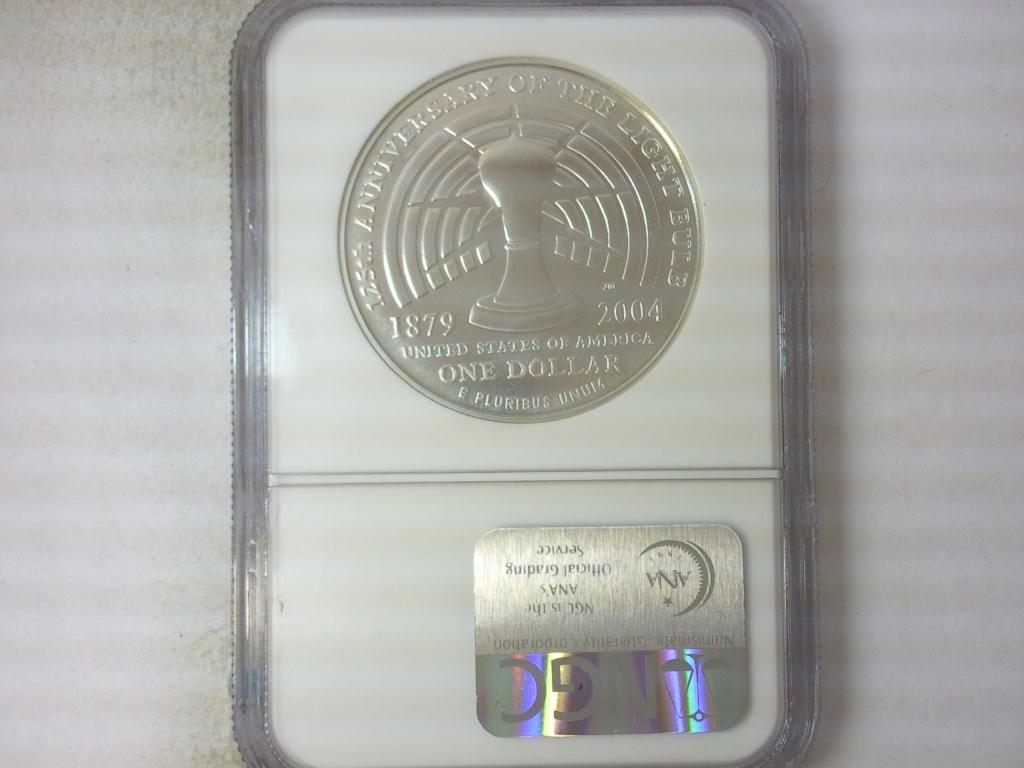 125TH ANNIVERSARY OF THE LIGHT BULB
1879 2004
UNITED STATES OF AMERICA
ONE DOLLAR
E PLURIBUS UNUM
NGC
Numismatic Guaranty Corporation
NGC is the
ANA'S
Official Grading
Service
ANA